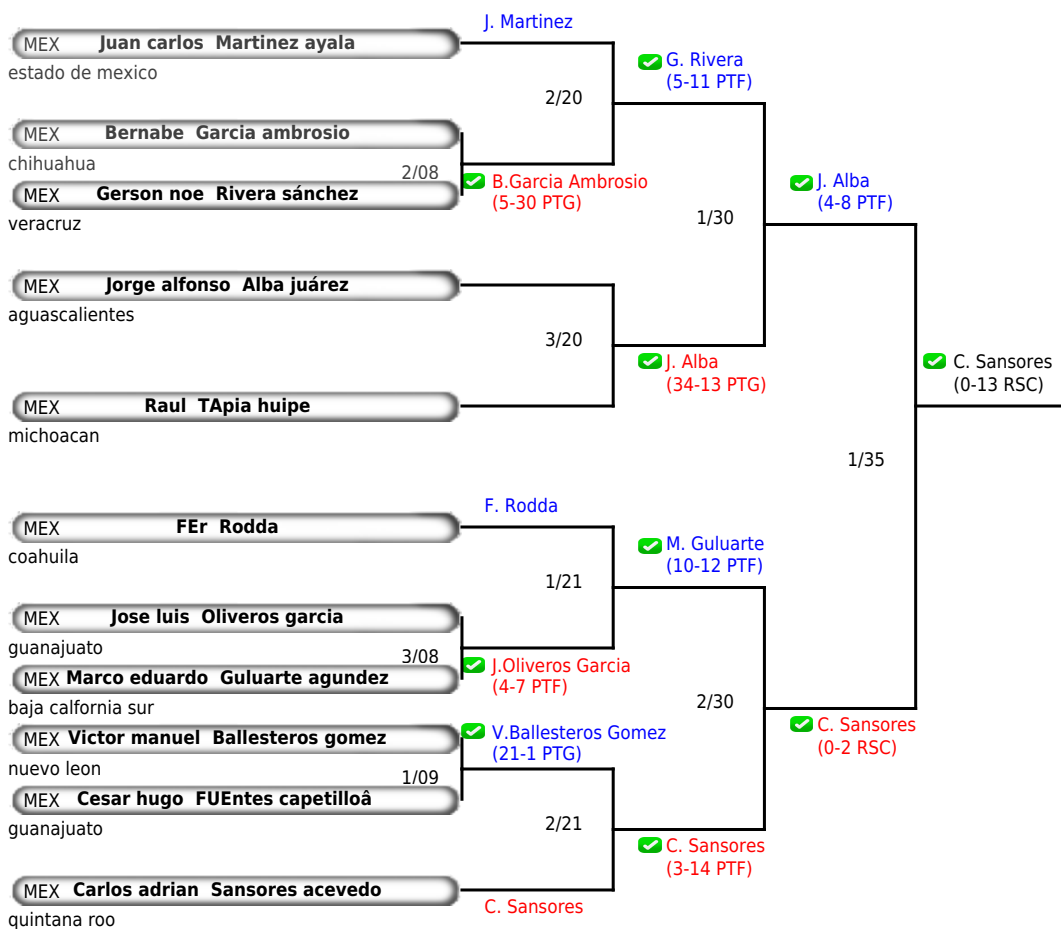 J. Martinez
MEX Juan carlos Martinez ayala
estado de mexico
G. Rivera
(5-11 PTF)
2/20
MEX Bernabe Garcia ambrosio
chihuahua
2/08
B.Garcia Ambrosio
(5-30 PTG)
MEX Gerson noe Rivera sánchez
veracruz
J. Alba
(4-8 PTF)
1/30
MEX Jorge alfonso Alba juárez
aguascalientes
3/20
J. Alba
(34-13 PTG)
C. Sansores
(0-13 RSC)
MEX Raul TApia huipe
michoacan
1/35
F. Rodda
MEX FEr Rodda
coahuila
M. Guluarte
(10-12 PTF)
1/21
MEX Jose luis Oliveros garcia
guanajuato
3/08
J.Oliveros Garcia
(4-7 PTF)
MEX Marco eduardo Guluarte agundez
baja calfornia sur
2/30
C. Sansores
(0-2 RSC)
MEX Victor manuel Ballesteros gomez
nuevo leon
V.Ballesteros Gomez
(21-1 PTG)
1/09
MEX Cesar hugo FUEntes capetilloâ
guanajuato
2/21
C. Sansores
(3-14 PTF)
MEX Carlos adrian Sansores acevedo
quintana roo
C. Sansores